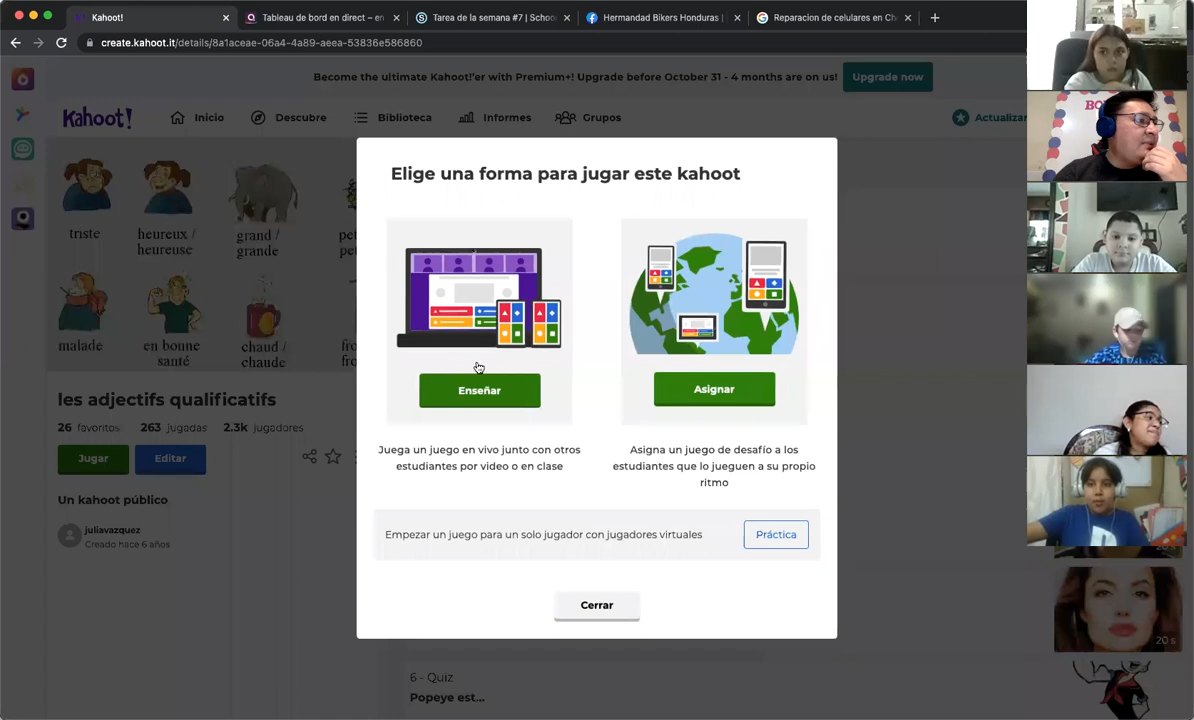 Kahoot!
Tableau de bord en direct – en
Tarea de la semana #7 | Schoo
Hermandad Bikers Honduras |
Reparacion de celulares en Ch
create.kahoot.it/details/8a1aceae-06a4-4a89-aeea-53836e586860
Become the ultimate Kahoot!'er with Premium+! Upgrade before October 31 - 4 months are on us!
Upgrade now
Kahoot!
Inicio
Descubre
Biblioteca
Informes
Grupos
Actualizar
triste
heureux /
heureuse
grand /
grande
malade
en bonne
santé
chaud /
chaude
les adjectifs qualificatifs
26 favoritos 263 jugadas 2.3k jugadores
Jugar
Editar
Un kahoot público
juliavazquez
Creado hace 6 años
Elige una forma para jugar este kahoot
Enseñar
Juega un juego en vivo junto con otros
estudiantes por video o en clase
Asignar
Asigna un juego de desafío a los
estudiantes que lo jueguen a su propio
ritmo
Empezar un juego para un solo jugador con jugadores virtuales
Práctica
Cerrar
6 - Quiz
Popeye est...
20 s